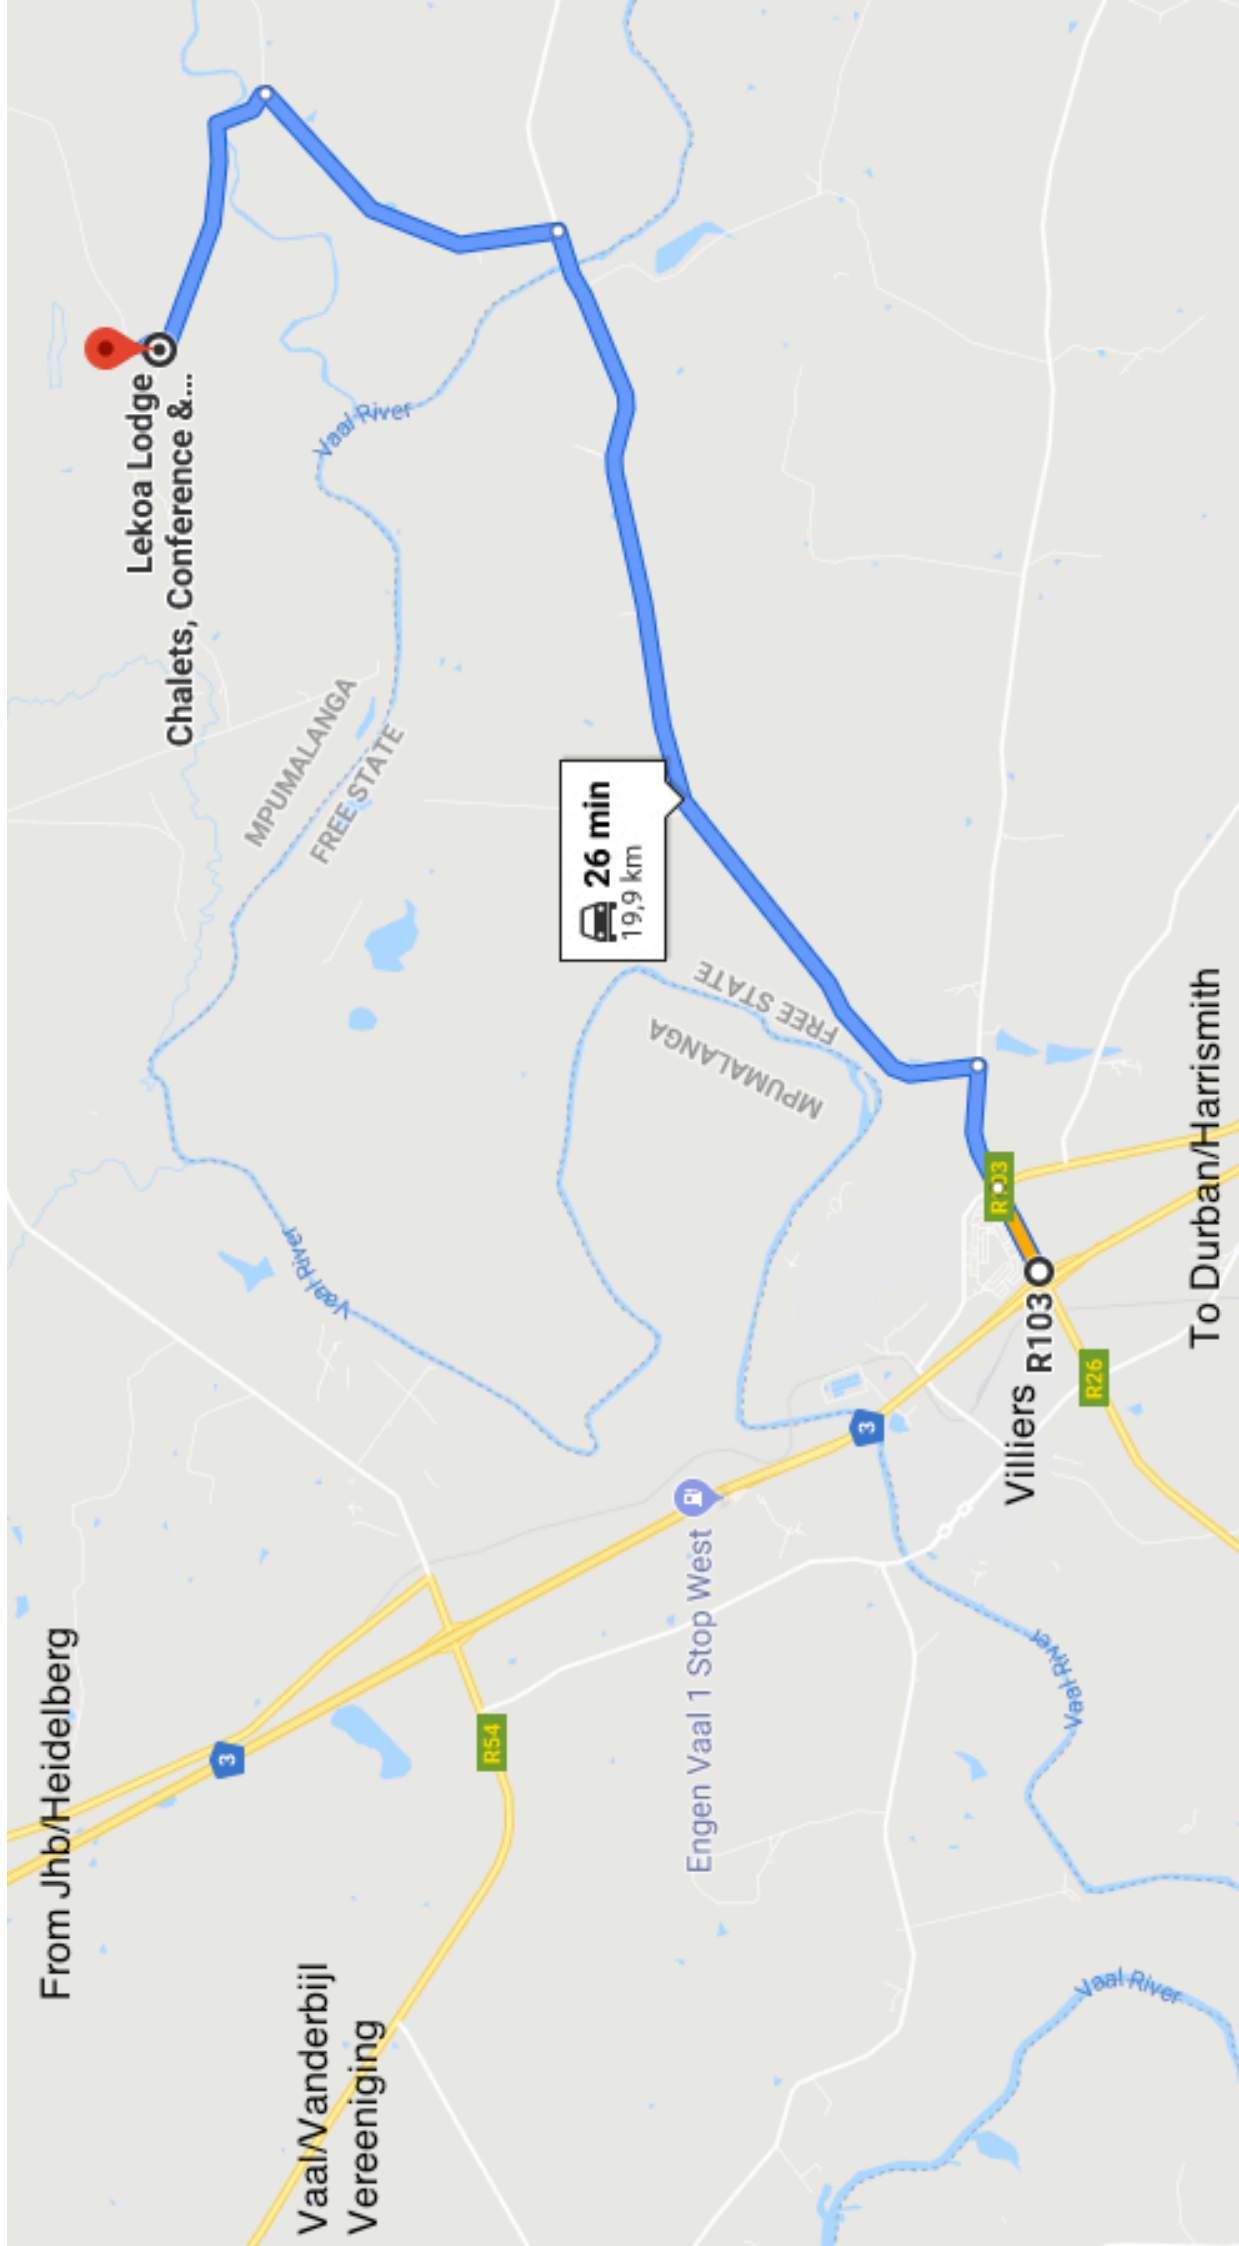 From Jhb/Heidelberg
Vaal/Vanderbijl
Vereeniging
3
R54
Vaal River
MPUMALANGA
FREE STATE
Lekoa Lodge
Chalets, Conference &...
Vaal River
26 min
19,9 km
Engen Vaal 1 Stop West
3
MPUMALANGA
FREE STATE
Vaal River
Vaal River
Villiers
R103
R103
R26
To Durban/Harrismith